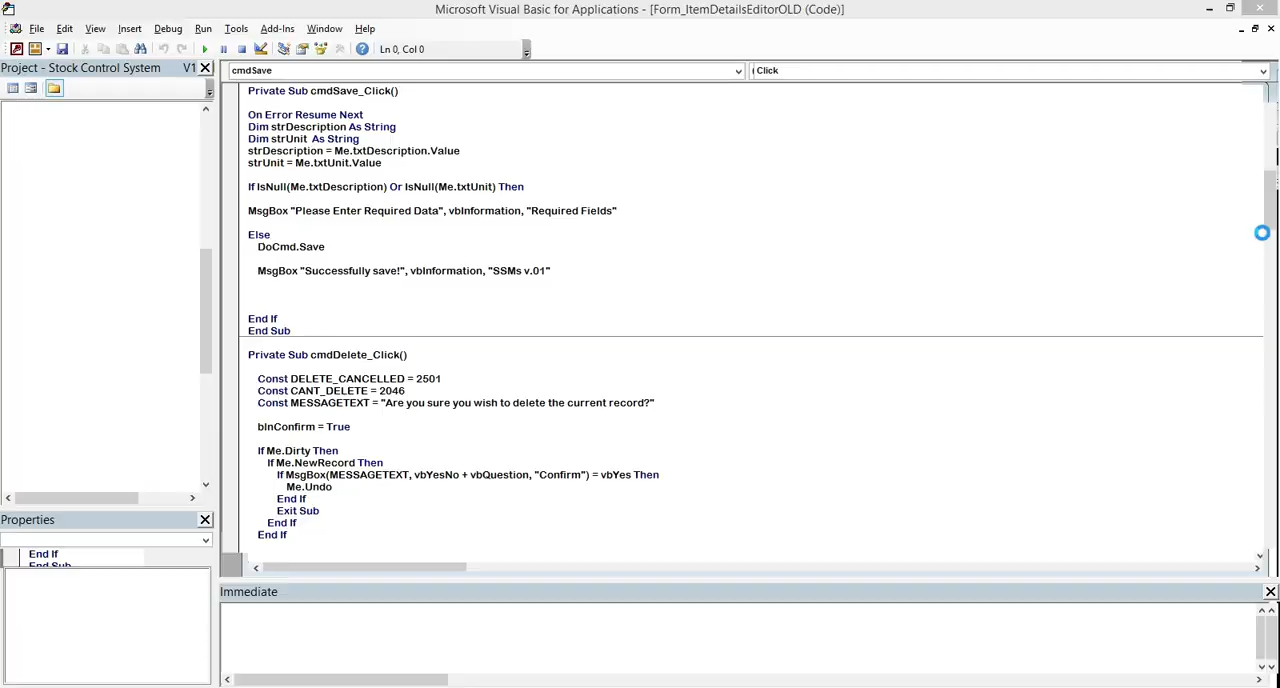 Microsoft Visual Basic for Applications - [Form_ItemDetailsEditorOLD (Code)]
File Edit View Insert Debug Run Tools Add-Ins Window Help
Ln 0, Col 0
Project - Stock Control System V1
cmdSave
Click
Private Sub cmdSave_Click()
On Error Resume Next
Dim strDescription As String
Dim strUnit As String
strDescription = Me.txtDescription.Value
strUnit = Me.txtUnit.Value
If IsNull(Me.txtDescription) Or IsNull(Me.txtUnit) Then
MsgBox "Please Enter Required Data", vbInformation, "Required Fields"
Else
DoCmd.Save
MsgBox "Successfully save!", vbInformation, "SSMs v.01"
End If
End Sub
Private Sub cmdDelete_Click()
Const DELETE_CANCELLED = 2501
Const CANT_DELETE = 2046
Const MESSAGETEXT = "Are you sure you wish to delete the current record?"
blnConfirm = True
If Me.Dirty Then
If Me.NewRecord Then
If MsgBox(MESSAGETEXT, vbYesNo + vbQuestion, "Confirm") = vbYes Then
Me.Undo
End If
Exit Sub
End If
End If
Properties
End If
End Sub
Immediate